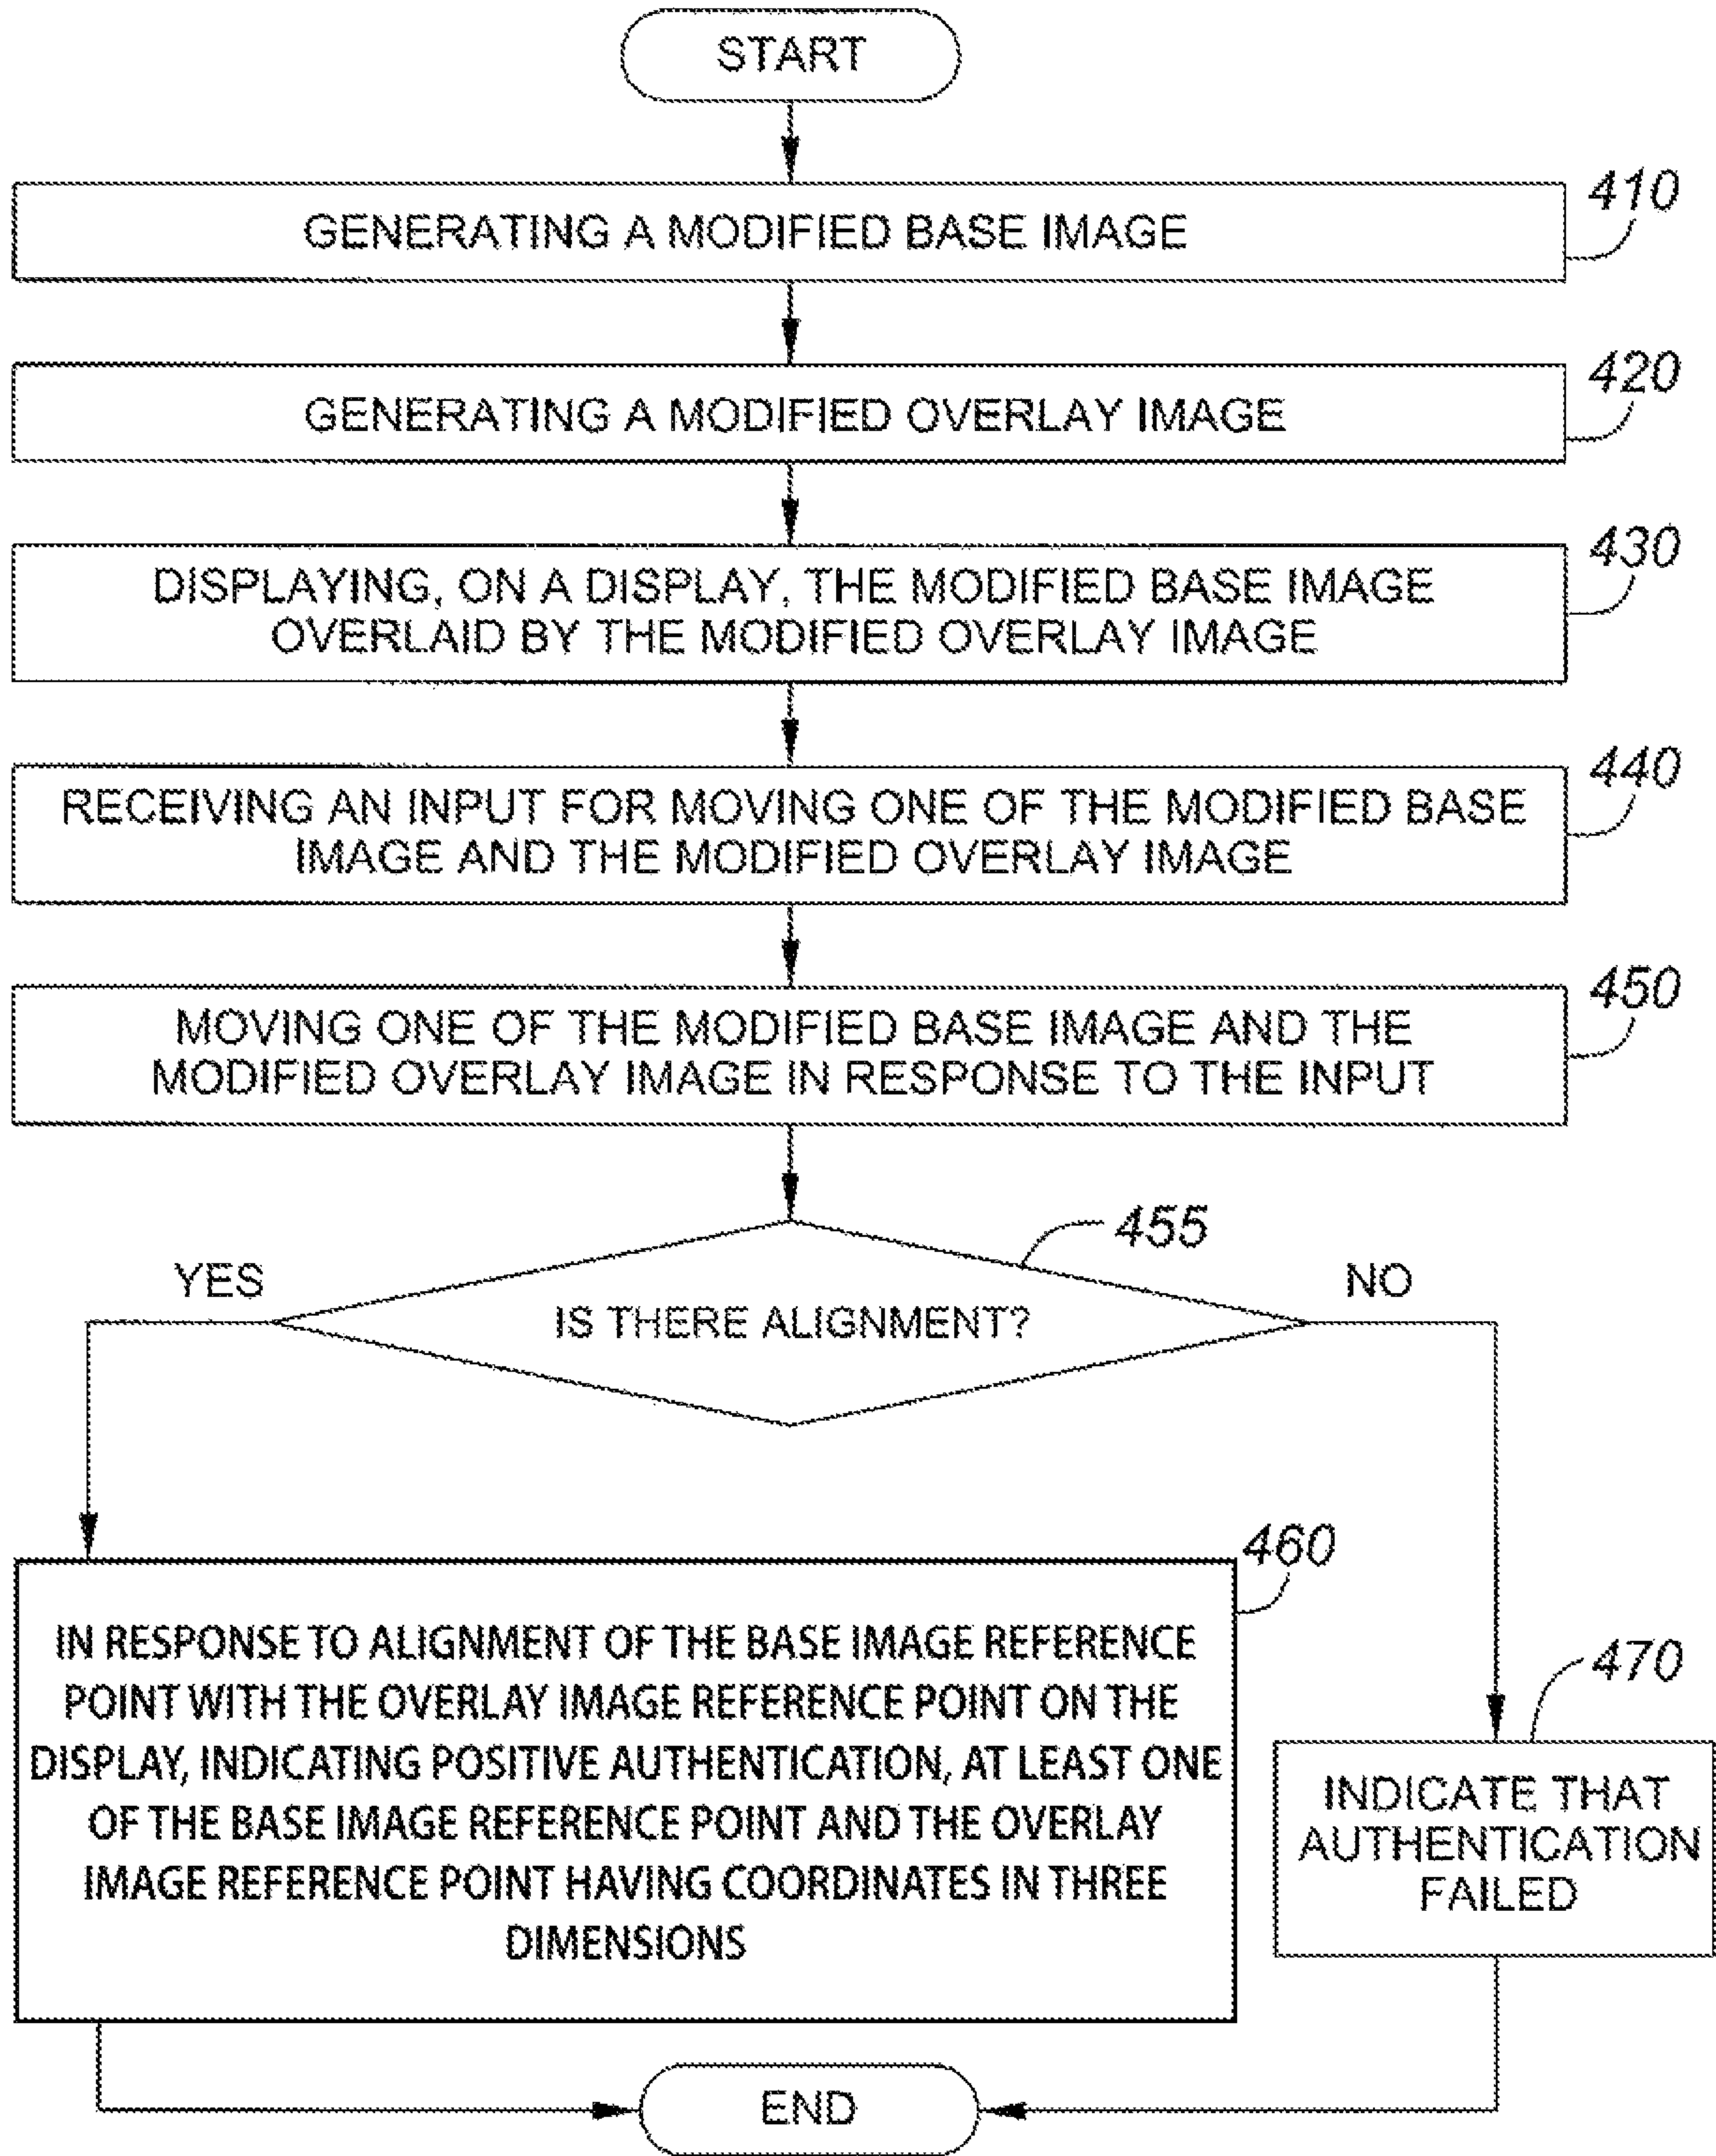 START
410
GENERATING A MODIFIED BASE IMAGE
420
GENERATING A MODIFIED OVERLAY IMAGE
430
DISPLAYING, ON A DISPLAY, THE MODIFIED BASE IMAGE
OVERLAID BY THE MODIFIED OVERLAY IMAGE
440
RECEIVING AN INPUT FOR MOVING ONE OF THE MODIFIED BASE
IMAGE AND THE MODIFIED OVERLAY IMAGE
450
MOVING ONE OF THE MODIFIED BASE IMAGE AND THE
MODIFIED OVERLAY IMAGE IN RESPONSE TO THE INPUT
455
YES
NO
IS THERE ALIGNMENT?
460
IN RESPONSE TO ALIGNMENT OF THE BASE IMAGE REFERENCE
POINT WITH THE OVERLAY IMAGE REFERENCE POINT ON THE
DISPLAY, INDICATING POSITIVE AUTHENTICATION, AT LEAST ONE
OF THE BASE IMAGE REFERENCE POINT AND THE OVERLAY
IMAGE REFERENCE POINT HAVING COORDINATES IN THREE
DIMENSIONS
470
INDICATE THAT
AUTHENTICATION
FAILED
END